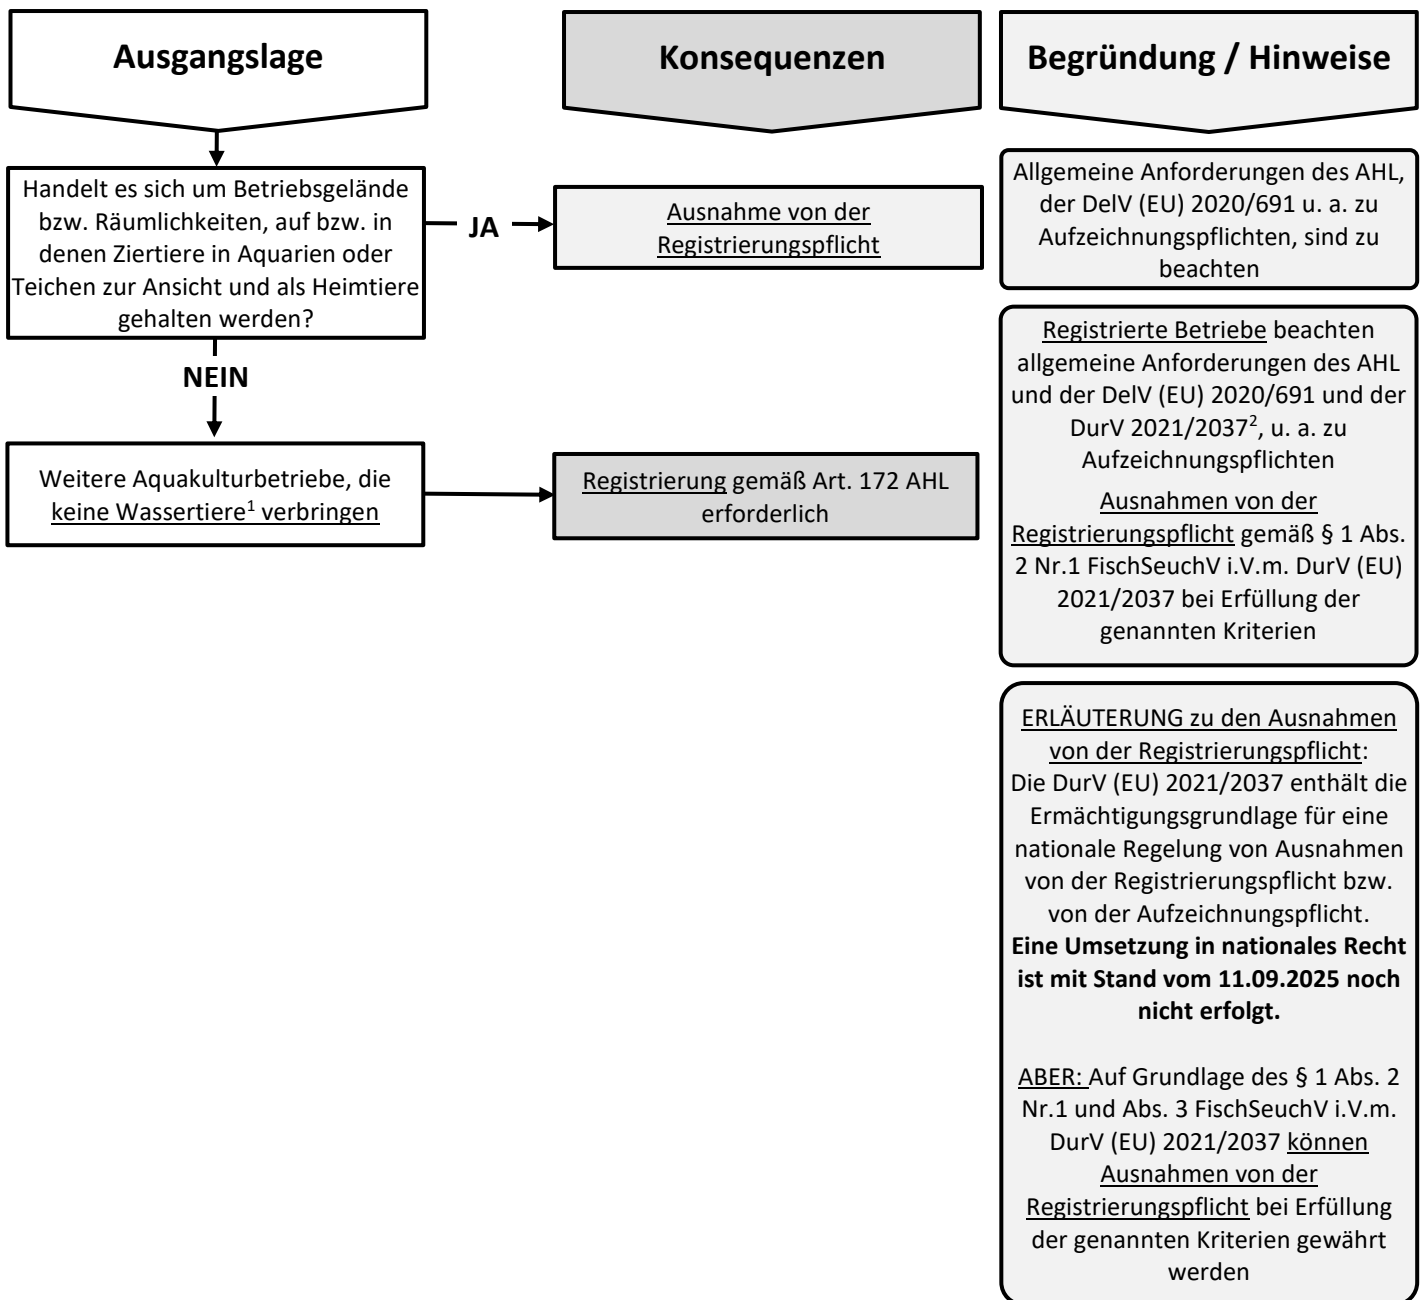 Ausgangslage
Konsequenzen
Begründung / Hinweise
Handelt es sich um Betriebsgelände
bzw. Räumlichkeiten, auf bzw. in
denen Ziertiere in Aquarien oder
Teichen zur Ansicht und als Heimtiere
gehalten werden?
JA
Ausnahme von der
Registrierungspflicht
Allgemeine Anforderungen des AHL,
der DelV (EU) 2020/691 u. a. zu
Aufzeichnungspflichten, sind zu
beachten
NEIN
Weitere Aquakulturbetriebe, die
keine Wassertiere¹ verbringen
Registrierung gemäß Art. 172 AHL
erforderlich
Registrierte Betriebe beachten
allgemeine Anforderungen des AHL
und der DelV (EU) 2020/691 und der
DurV 2021/2037², u. a. zu
Aufzeichnungspflichten
Ausnahmen von der
Registrierungspflicht gemäß § 1 Abs.
2 Nr.1 FischSeuchV i.V.m. DurV (EU)
2021/2037 bei Erfüllung der
genannten Kriterien
ERLÄUTERUNG zu den Ausnahmen
von der Registrierungspflicht:
Die DurV (EU) 2021/2037 enthält die
Ermächtigungsgrundlage für eine
nationale Regelung von Ausnahmen
von der Registrierungspflicht bzw.
von der Aufzeichnungspflicht.
Eine Umsetzung in nationales Recht
ist mit Stand vom 11.09.2025 noch
nicht erfolgt.
ABER: Auf Grundlage des § 1 Abs. 2
Nr.1 und Abs. 3 FischSeuchV i.V.m.
DurV (EU) 2021/2037 können
Ausnahmen von der
Registrierungspflicht bei Erfüllung
der genannten Kriterien gewährt
werden